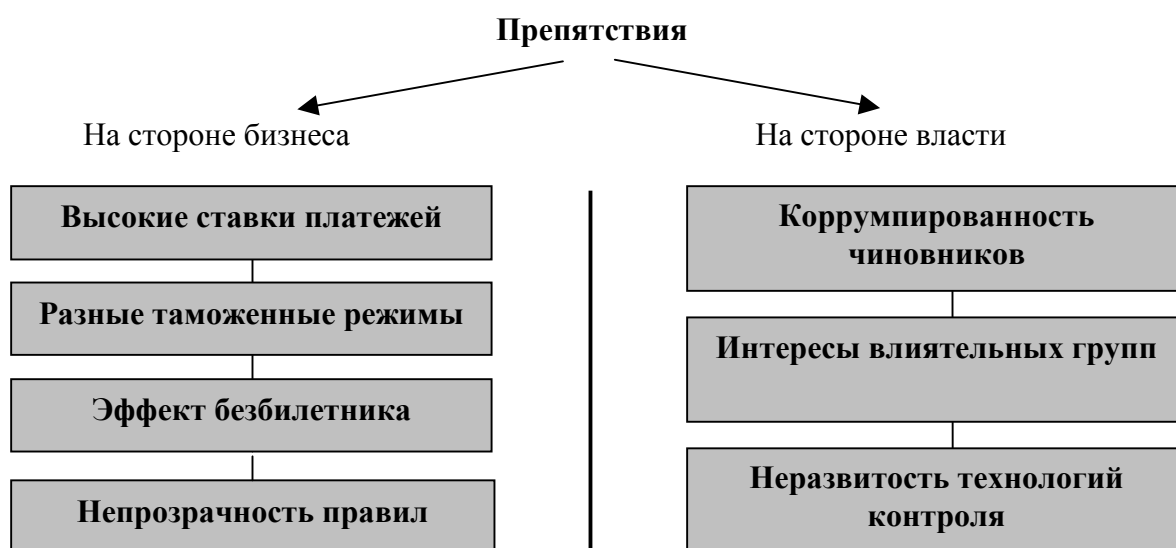 Препятствия
На стороне бизнеса
Высокие ставки платежей
Разные таможенные режимы
Эффект безбилетника
Непрозрачность правил
На стороне власти
Коррумпированность
чиновников
Интересы влиятельных групп
Неразвитость технологий
контроля